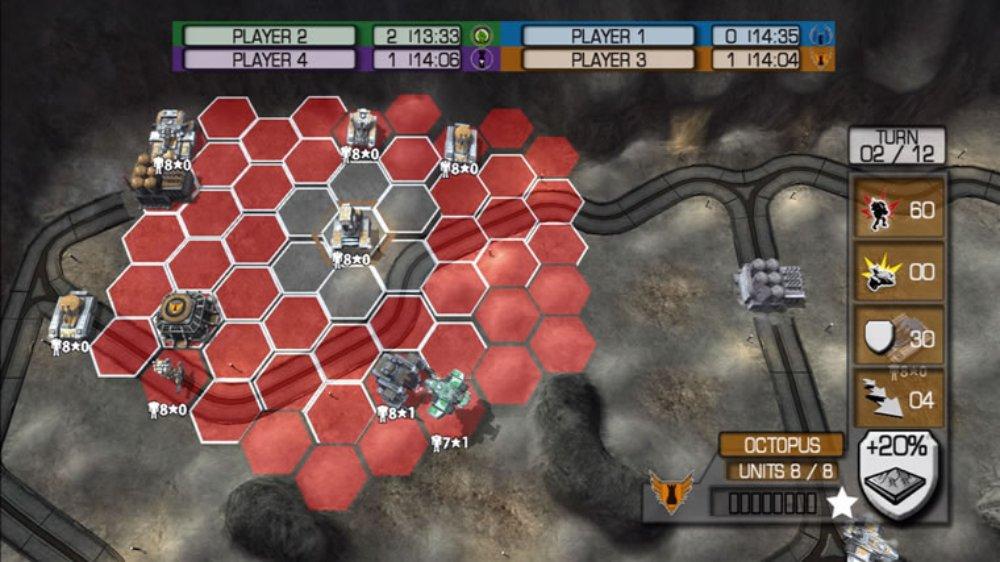 PLAYER 2 2 |13:33
PLAYER 1 0 |14:35
PLAYER 4 1 |14:06
PLAYER 3 1 |14:04
TURN
02 / 12
8★0
8★0
8★0
60
8★0
00
8★0
30
8★0
8★0
04
8★1
7★1
OCTOPUS
+20%
UNITS 8 / 8